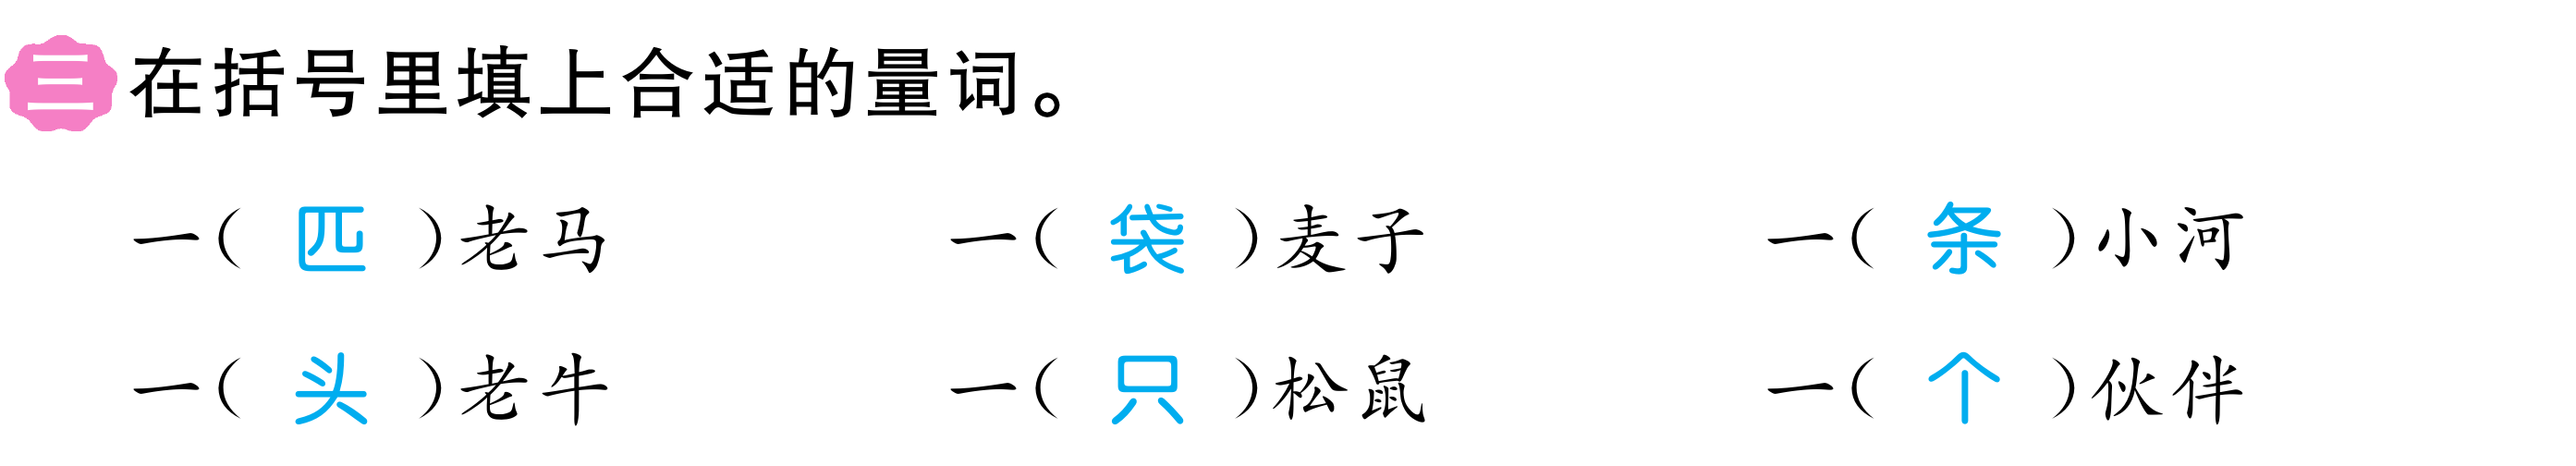 三 在括号里填上合适的量词。
一( 匹 )老马 一( 袋 )麦子 一( 条 )小河
一( 头 )老牛 一( 只 )松鼠 一( 个 )伙伴